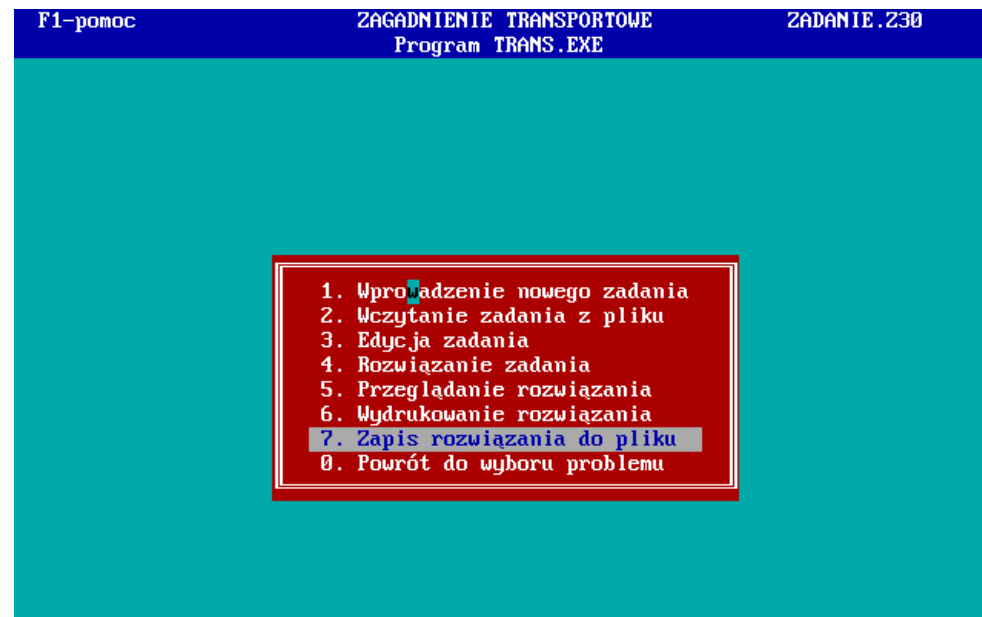 F1-pomoc ZAGADNIENIE TRANSPORTOWE ZADANIE.Z30
Program TRANS.EXE
1. Wprowadzenie nowego zadania
2. Wczytanie zadania z pliku
3. Edycja zadania
4. Rozwiązanie zadania
5. Przeglądanie rozwiązania
6. Wydrukowanie rozwiązania
7. Zapis rozwiązania do pliku
0. Powrót do wyboru problemu